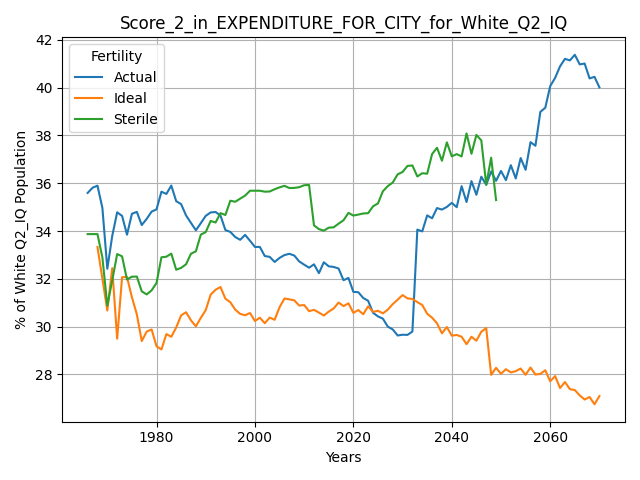 Score_2_in_EXPENDITURE_FOR_CITY_for_White_Q2_IQ
Fertility
Actual
Ideal
Sterile
% of White Q2_IQ Population
42
40
38
36
34
32
30
28
1980 2000 2020 2040 2060
Years